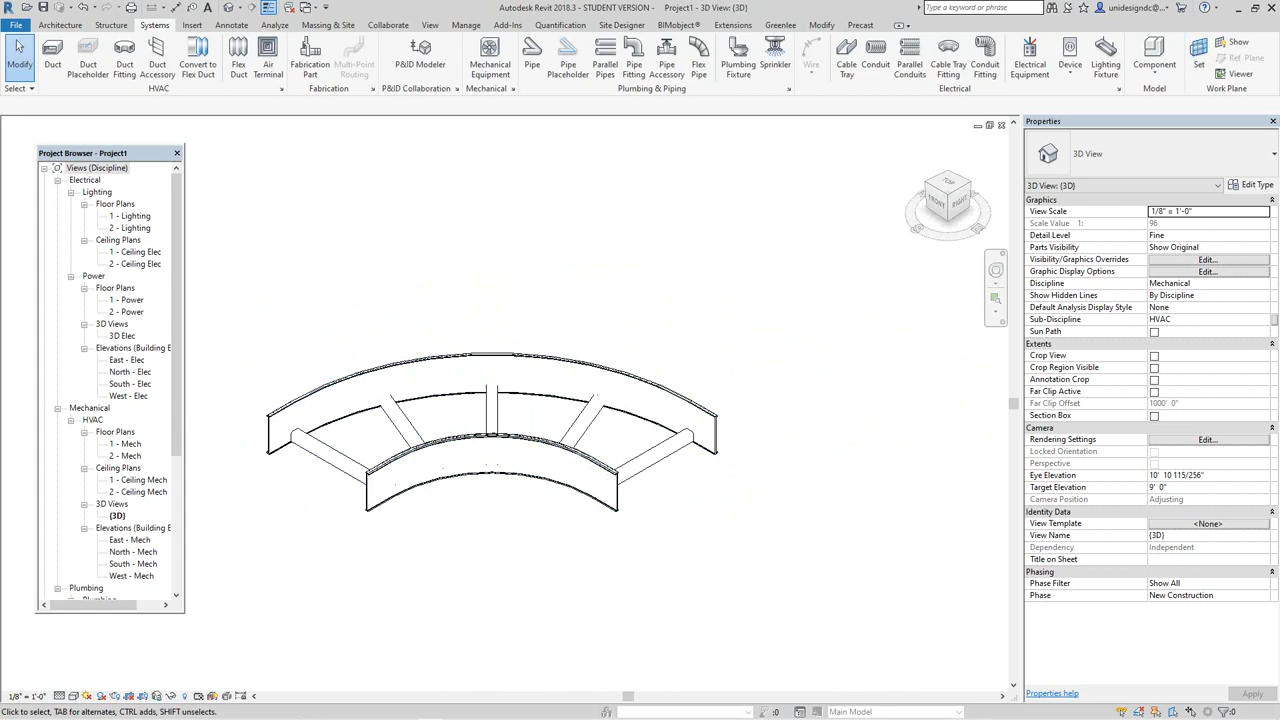 Autodesk Revit 2018.3 - STUDENT VERSION - Project1 - 3D View: {3D}
Type a keyword or phrase
unidesigndc...
File Architecture Structure Systems Insert Annotate Analyze Massing & Site Collaborate View Manage Add-Ins Quantification Site Designer BIMobject® Extensions Greenlee Modify Precast
Modify
Duct
Duct Placeholder
Duct Fitting
Duct Accessory
Convert to Flex Duct
Flex Duct
Air Terminal
Fabrication Part
Multi-Point Routing
P&ID Modeler
Mechanical Equipment
Pipe
Pipe Placeholder
Parallel Pipes
Pipe Fitting
Pipe Accessory
Flex Pipe
Plumbing Fixture
Sprinkler
Wire
Cable Tray
Conduit
Parallel Conduits
Cable Tray Fitting
Conduit Fitting
Electrical Equipment
Device
Lighting Fixture
Component
Set
Show
Ref Plane
Viewer
Select HVAC Fabrication P&ID Collaboration Mechanical Plumbing & Piping Electrical Model Work Plane
Project Browser - Project1
Views (Discipline)
Electrical
Lighting
Floor Plans
1 - Lighting
2 - Lighting
Ceiling Plans
1 - Ceiling Elec
2 - Ceiling Elec
Power
Floor Plans
1 - Power
2 - Power
3D Views
3D Elec
Elevations (Building E
East - Elec
North - Elec
South - Elec
West - Elec
Mechanical
HVAC
Floor Plans
1 - Mech
2 - Mech
Ceiling Plans
1 - Ceiling Mech
2 - Ceiling Mech
3D Views
{3D}
Elevations (Building E
East - Mech
North - Mech
South - Mech
West - Mech
Plumbing
TOP
FRONT
RIGHT
Properties
3D View
3D View: {3D}
Edit Type
Graphics
View Scale 1/8" = 1'-0"
Scale Value 1: 96
Detail Level Fine
Parts Visibility Show Original
Visibility/Graphics Overrides Edit...
Graphic Display Options Edit...
Discipline Mechanical
Show Hidden Lines By Discipline
Default Analysis Display Style None
Sub-Discipline HVAC
Sun Path
Extents
Crop View
Crop Region Visible
Annotation Crop
Far Clip Active
Far Clip Offset 1000' 0"
Section Box
Camera
Rendering Settings Edit...
Locked Orientation
Perspective
Eye Elevation 10' 10 115/256"
Target Elevation 9' 0"
Camera Position Adjusting
Identity Data
View Template <None>
View Name {3D}
Dependency Independent
Title on Sheet
Phasing
Phase Filter Show All
Phase New Construction
Properties help
Apply
1/8" = 1'-0"
Click to select, TAB for alternates, CTRL adds, SHIFT unselects.
:0
Main Model
:0